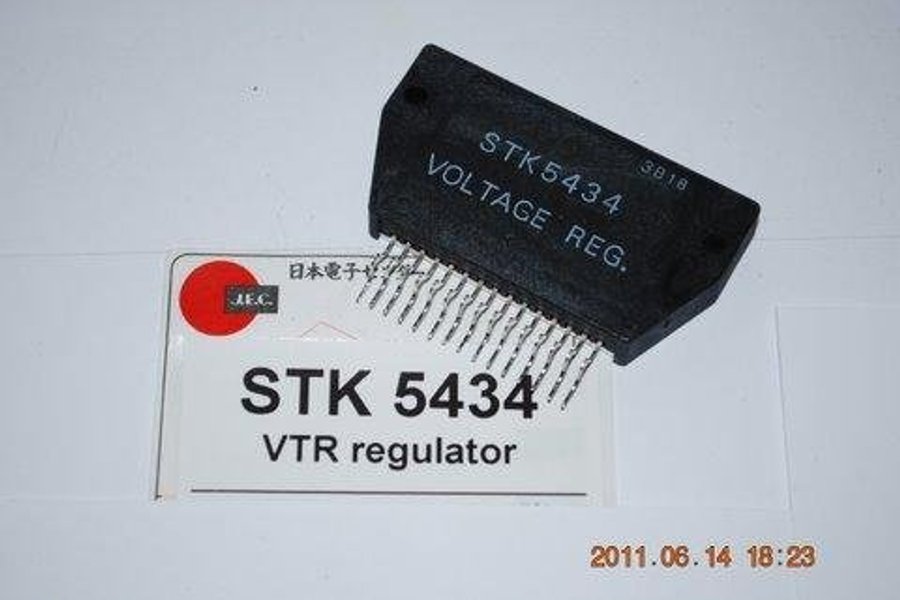 STK5434
3B18
VOLTAGE REG.
日本電子センター
J.E.C.
STK 5434
VTR regulator
2011.06.14 18:23